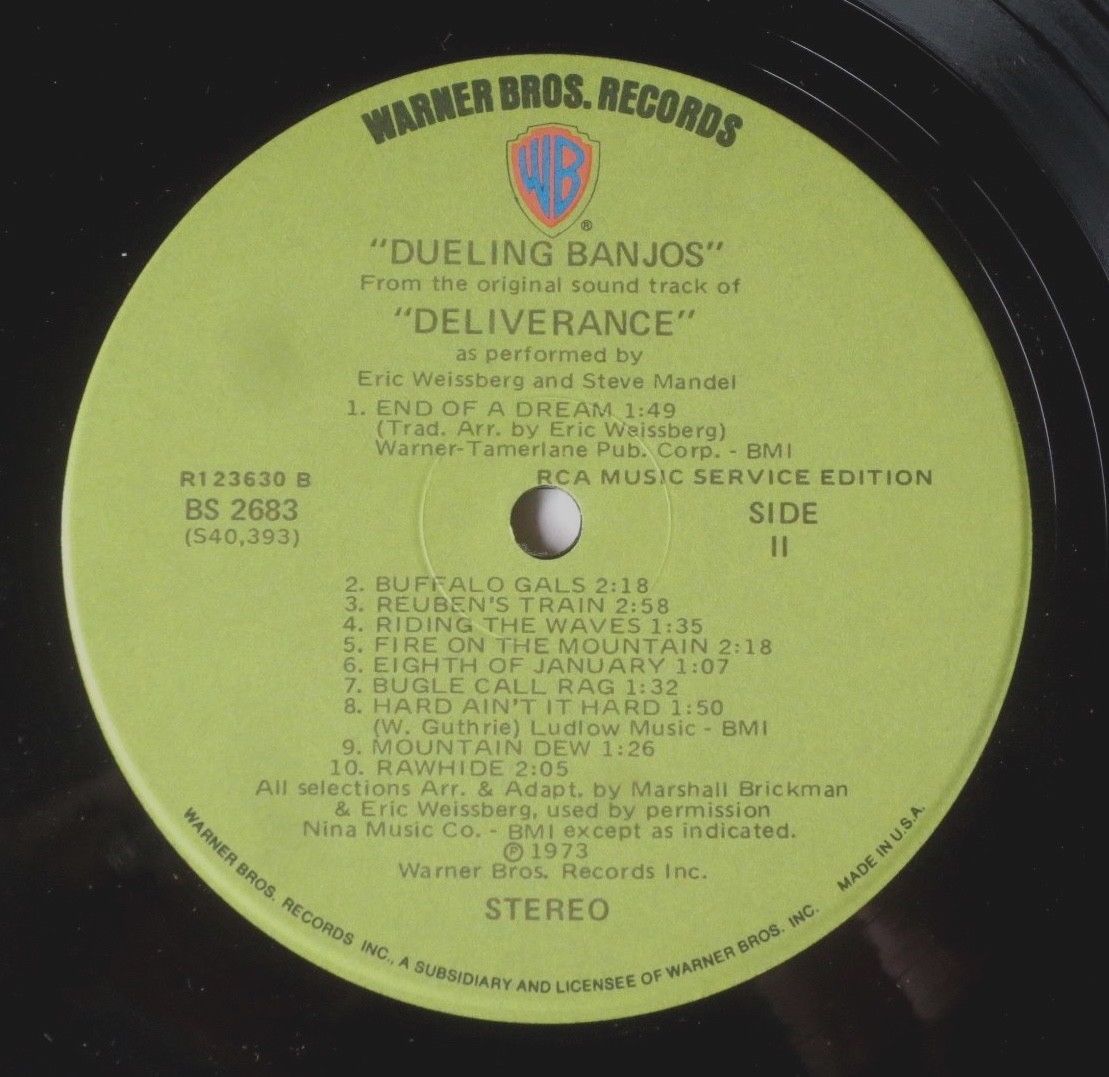 WARNER BROS. RECORDS
WB
®
"DUELING BANJOS"
From the original sound track of
"DELIVERANCE"
as performed by
Eric Weissberg and Steve Mandel
1. END OF A DREAM 1:49
(Trad. Arr. by Eric Weissberg)
Warner-Tamerlane Pub. Corp. - BMI
R123630 B
RCA MUSIC SERVICE EDITION
BS 2683
(S40,393)
SIDE
II
2. BUFFALO GALS 2:18
3. REUBEN'S TRAIN 2:58
4. RIDING THE WAVES 1:35
5. FIRE ON THE MOUNTAIN 2:18
6. EIGHTH OF JANUARY 1:07
7. BUGLE CALL RAG 1:32
8. HARD AIN'T IT HARD 1:50
(W. Guthrie) Ludlow Music - BMI
9. MOUNTAIN DEW 1:26
10. RAWHIDE 2:05
All selections Arr. & Adapt. by Marshall Brickman
& Eric Weissberg, used by permission
Nina Music Co. - BMI except as indicated.
℗ 1973
Warner Bros. Records Inc.
STEREO
WARNER BROS. RECORDS INC., A SUBSIDIARY AND LICENSEE OF WARNER BROS. INC. MADE IN U.S.A.